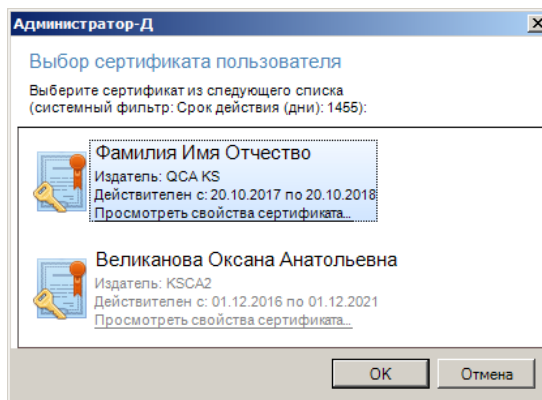 Администратор-Д
Выбор сертификата пользователя
Выберите сертификат из следующего списка
(системный фильтр: Срок действия (дни): 1455):
Фамилия Имя Отчество
Издатель: QCA KS
Действителен с: 20.10.2017 по 20.10.2018
Просмотреть свойства сертификата...
Великанова Оксана Анатольевна
Издатель: KSCA2
Действителен с: 01.12.2016 по 01.12.2021
Просмотреть свойства сертификата...
OK
Отмена